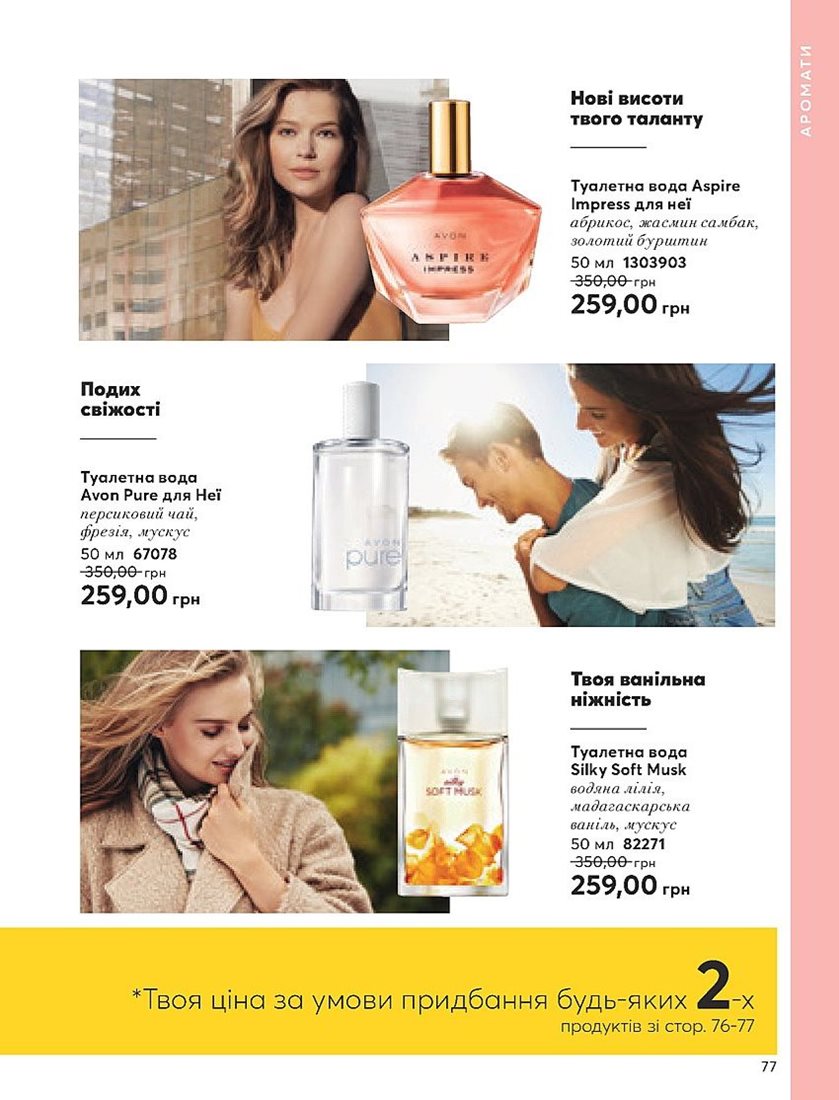 АРОМАТИ
Нові висоти
твого таланту
Туалетна вода Aspire
Impress для неї
абрикос, жасмин самбак,
золотий бурштин
50 мл 1303903
350,00 грн
259,00 грн
AVON
ASPIRE
IMPRESS
Подих
свіжості
Туалетна вода
Avon Pure для Неї
персиковий чай,
фрезія, мускус
50 мл 67078
350,00 грн
259,00 грн
AVON
pure
Твоя ванільна
ніжність
Туалетна вода
Silky Soft Musk
водяна лілія,
мадагаскарська
ваніль, мускус
50 мл 82271
350,00 грн
259,00 грн
AVON
silky
SOFT MUSK
*Твоя ціна за умови придбання будь-яких 2-х
продуктів зі стор. 76-77
77